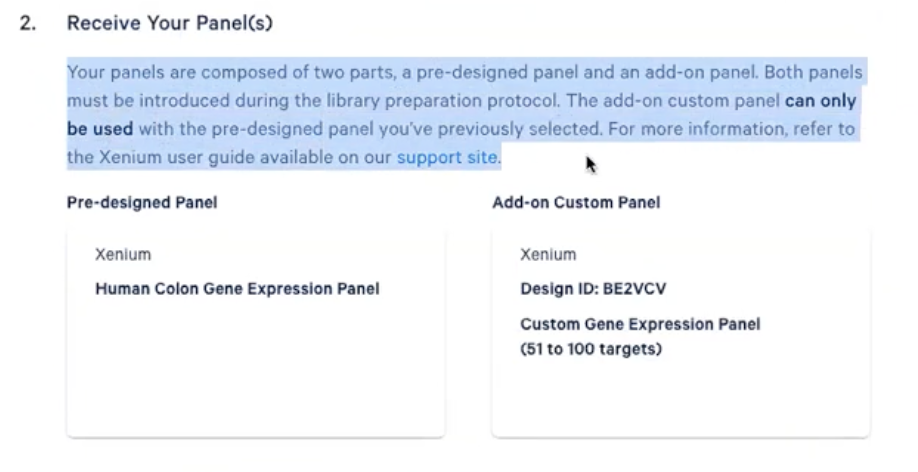 2. Receive Your Panel(s)
Your panels are composed of two parts, a pre-designed panel and an add-on panel. Both panels
must be introduced during the library preparation protocol. The add-on custom panel can only
be used with the pre-designed panel you've previously selected. For more information, refer to
the Xenium user guide available on our support site.
Pre-designed Panel
Xenium
Human Colon Gene Expression Panel
Add-on Custom Panel
Xenium
Design ID: BE2VCV
Custom Gene Expression Panel
(51 to 100 targets)